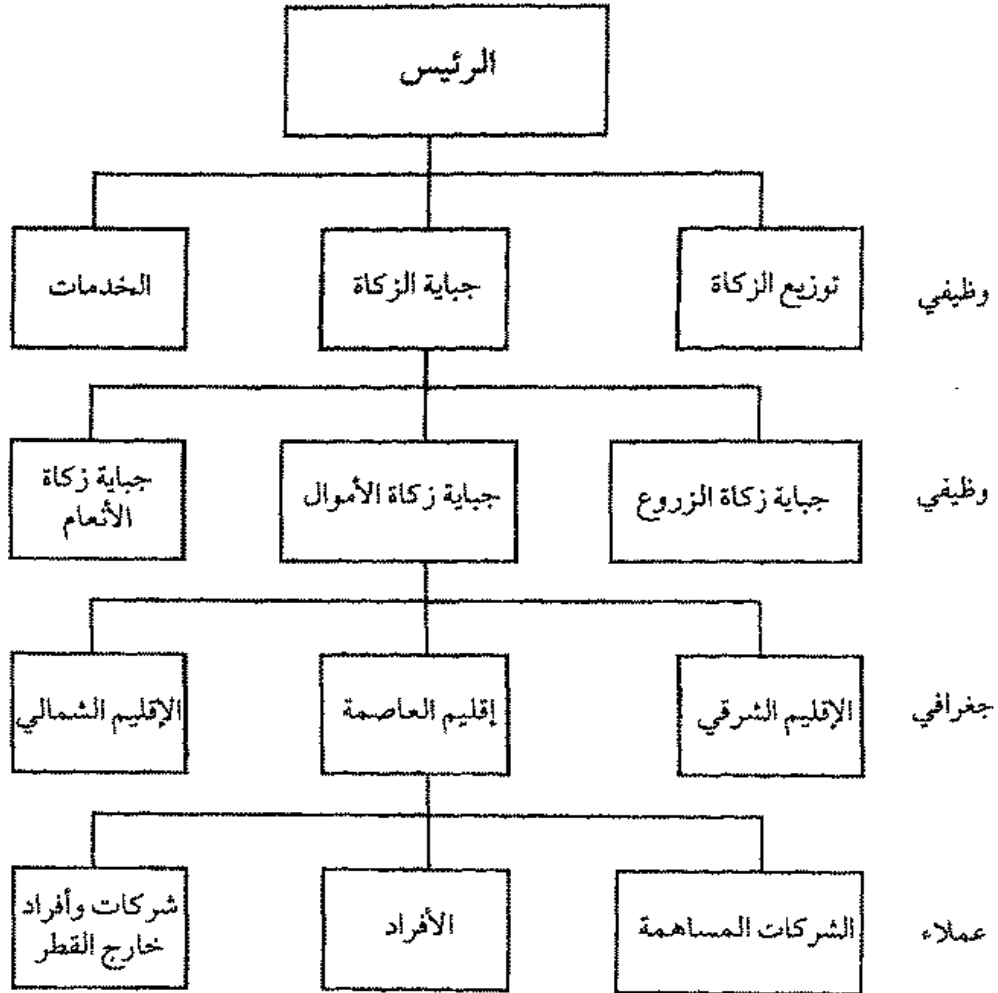 الرئيس
وظيفي
توزيع الزكاة
جباية الزكاة
الخدمات
وظيفي
جباية زكاة الزروع
جباية زكاة الأموال
جباية زكاة
الأنعام
جغرافي
الإقليم الشرقي
إقليم العاصمة
الإقليم الشمالي
عملاء
الشركات المساهمة
الأفراد
شركات وأفراد
خارج القطر